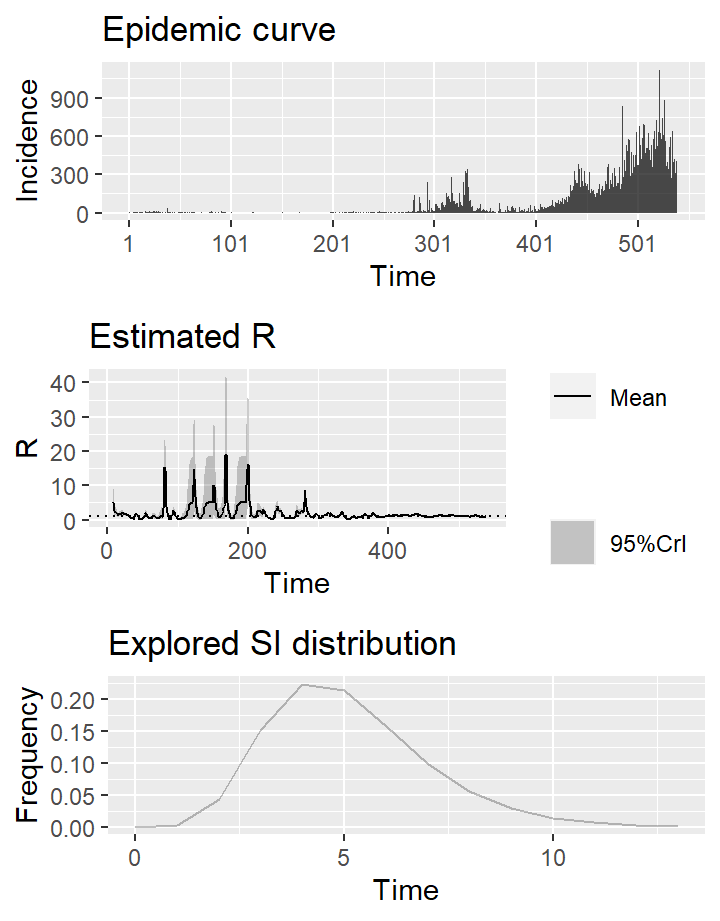 Epidemic curve
Incidence
900
600
300
0
1 101 201 301 401 501
Time
Estimated R
R
40
30
20
10
0
0 200 400
Time
Mean
95%CrI
Explored SI distribution
Frequency
0.20
0.15
0.10
0.05
0.00
0 5 10
Time